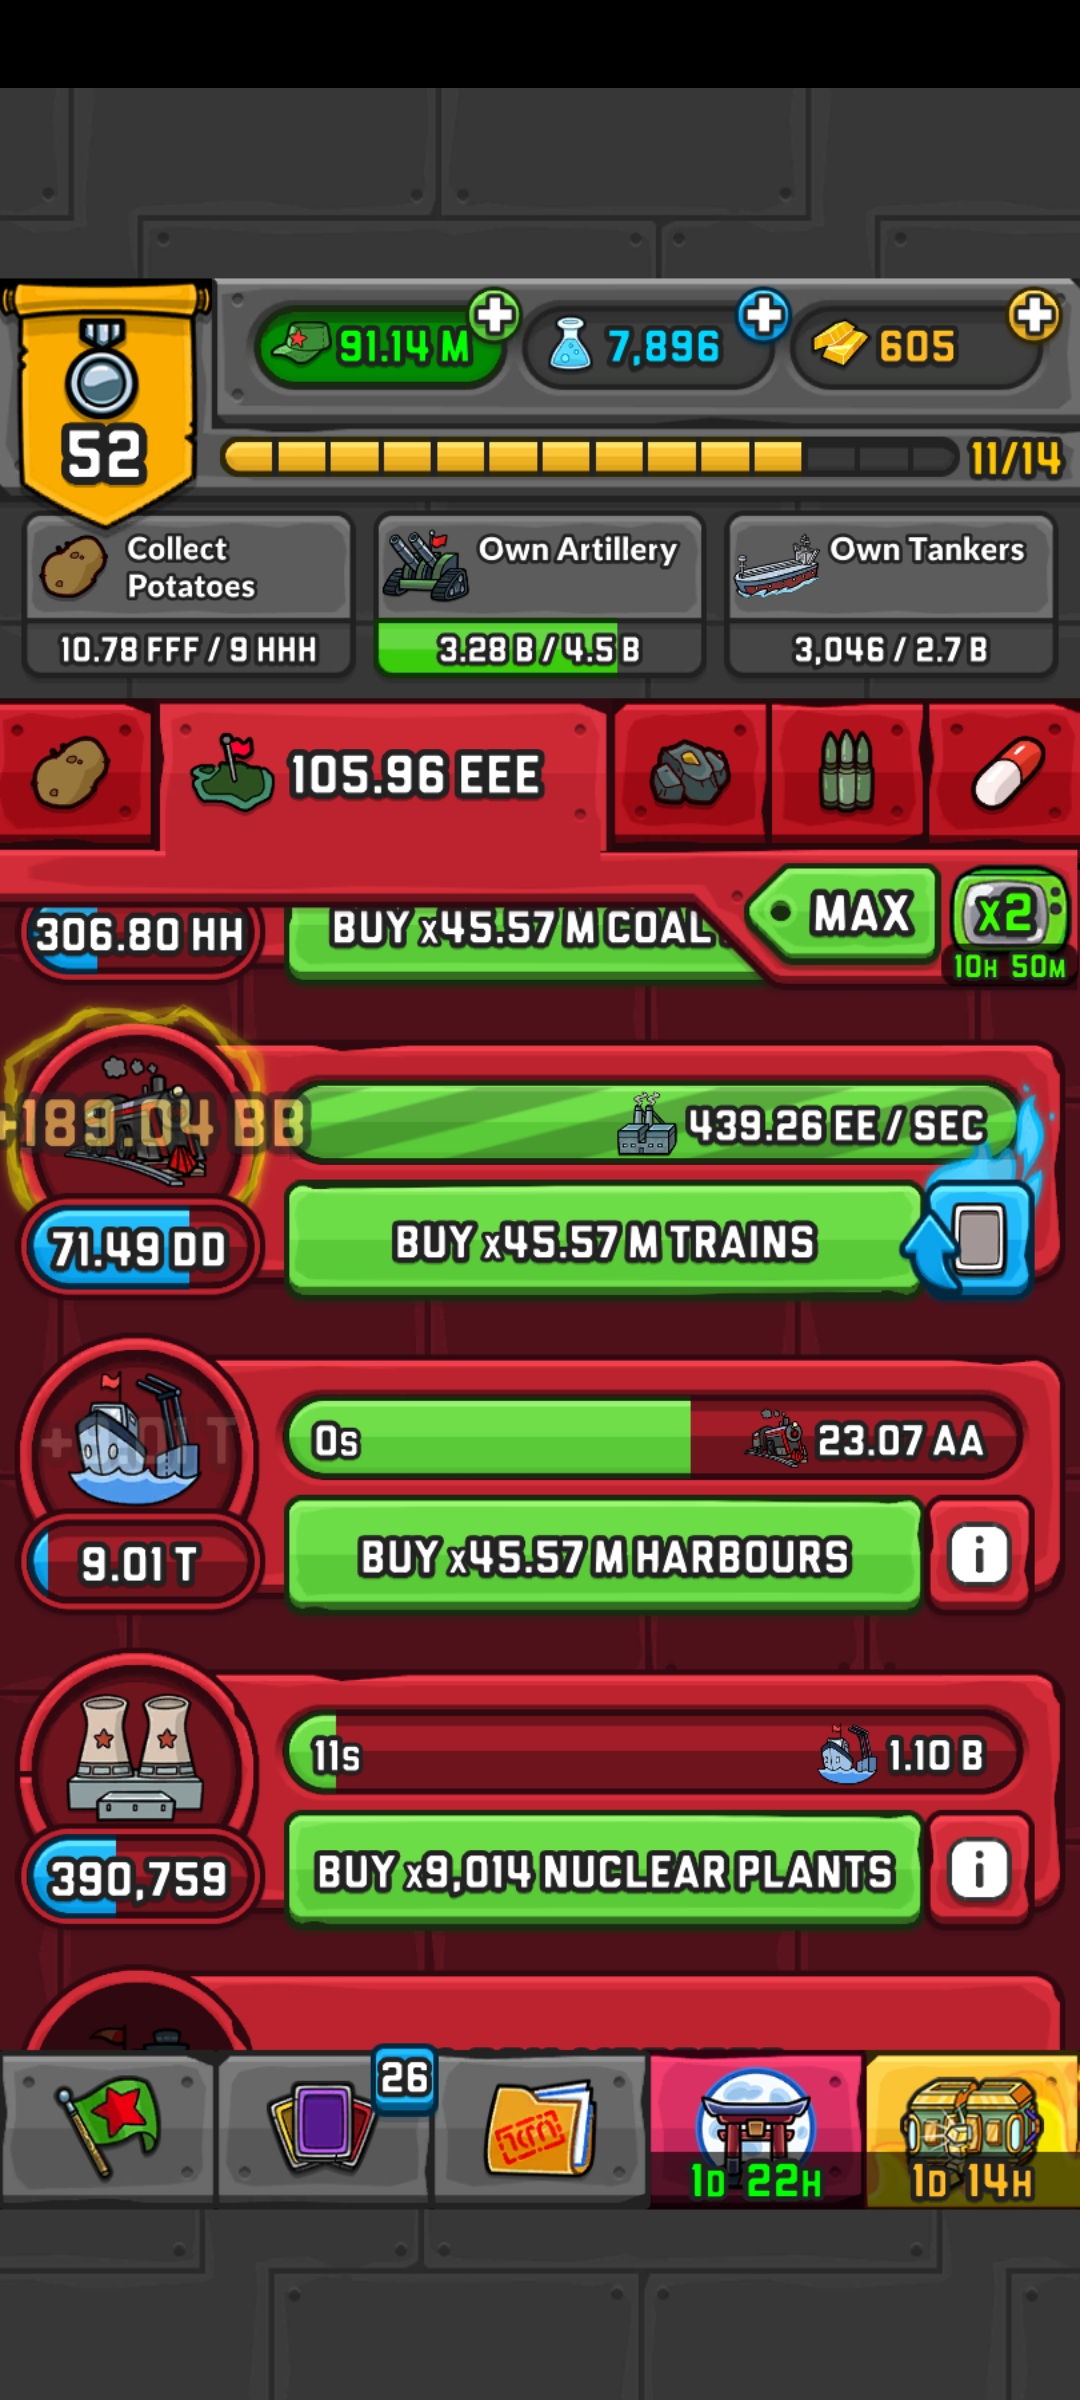 91.14 M
7,896
605
52
11/14
Collect
Potatoes
10.78 FFF / 9 HHH
Own Artillery
3.28 B / 4.5 B
Own Tankers
3,046 / 2.7 B
105.96 EEE
306.80 HH
BUY x45.57 M COAL
MAX
x2
10H 50M
+189.04 BB
439.26 EE / SEC
71.49 DD
BUY x45.57 M TRAINS
0s
23.07 AA
9.01 T
BUY x45.57 M HARBOURS
11s
1.10 B
390,759
BUY x9,014 NUCLEAR PLANTS
26
1D 22H
1D 14H